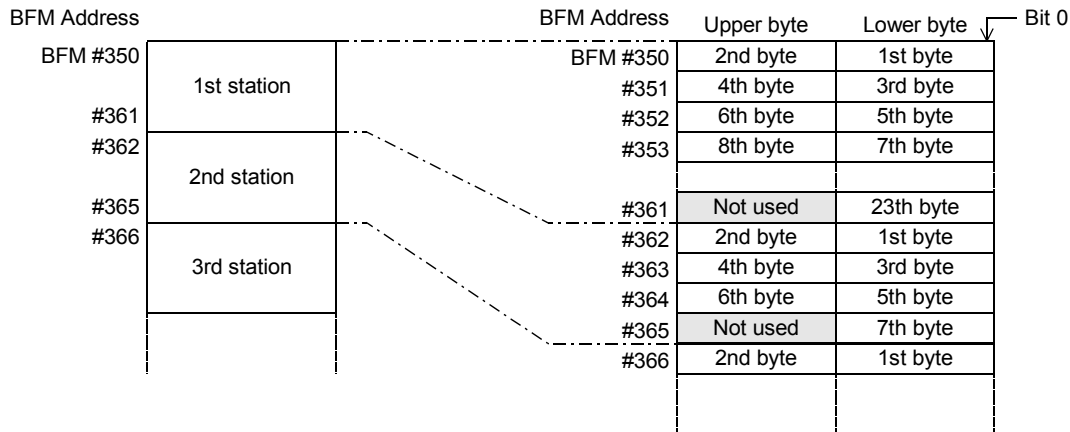 BFM Address BFM Address Upper byte Lower byte Bit 0
BFM #350 BFM #350 2nd byte 1st byte
1st station #351 4th byte 3rd byte
#361 #352 6th byte 5th byte
#362 #353 8th byte 7th byte
2nd station
#365 #361 Not used 23th byte
#366 #362 2nd byte 1st byte
3rd station #363 4th byte 3rd byte
#364 6th byte 5th byte
#365 Not used 7th byte
#366 2nd byte 1st byte